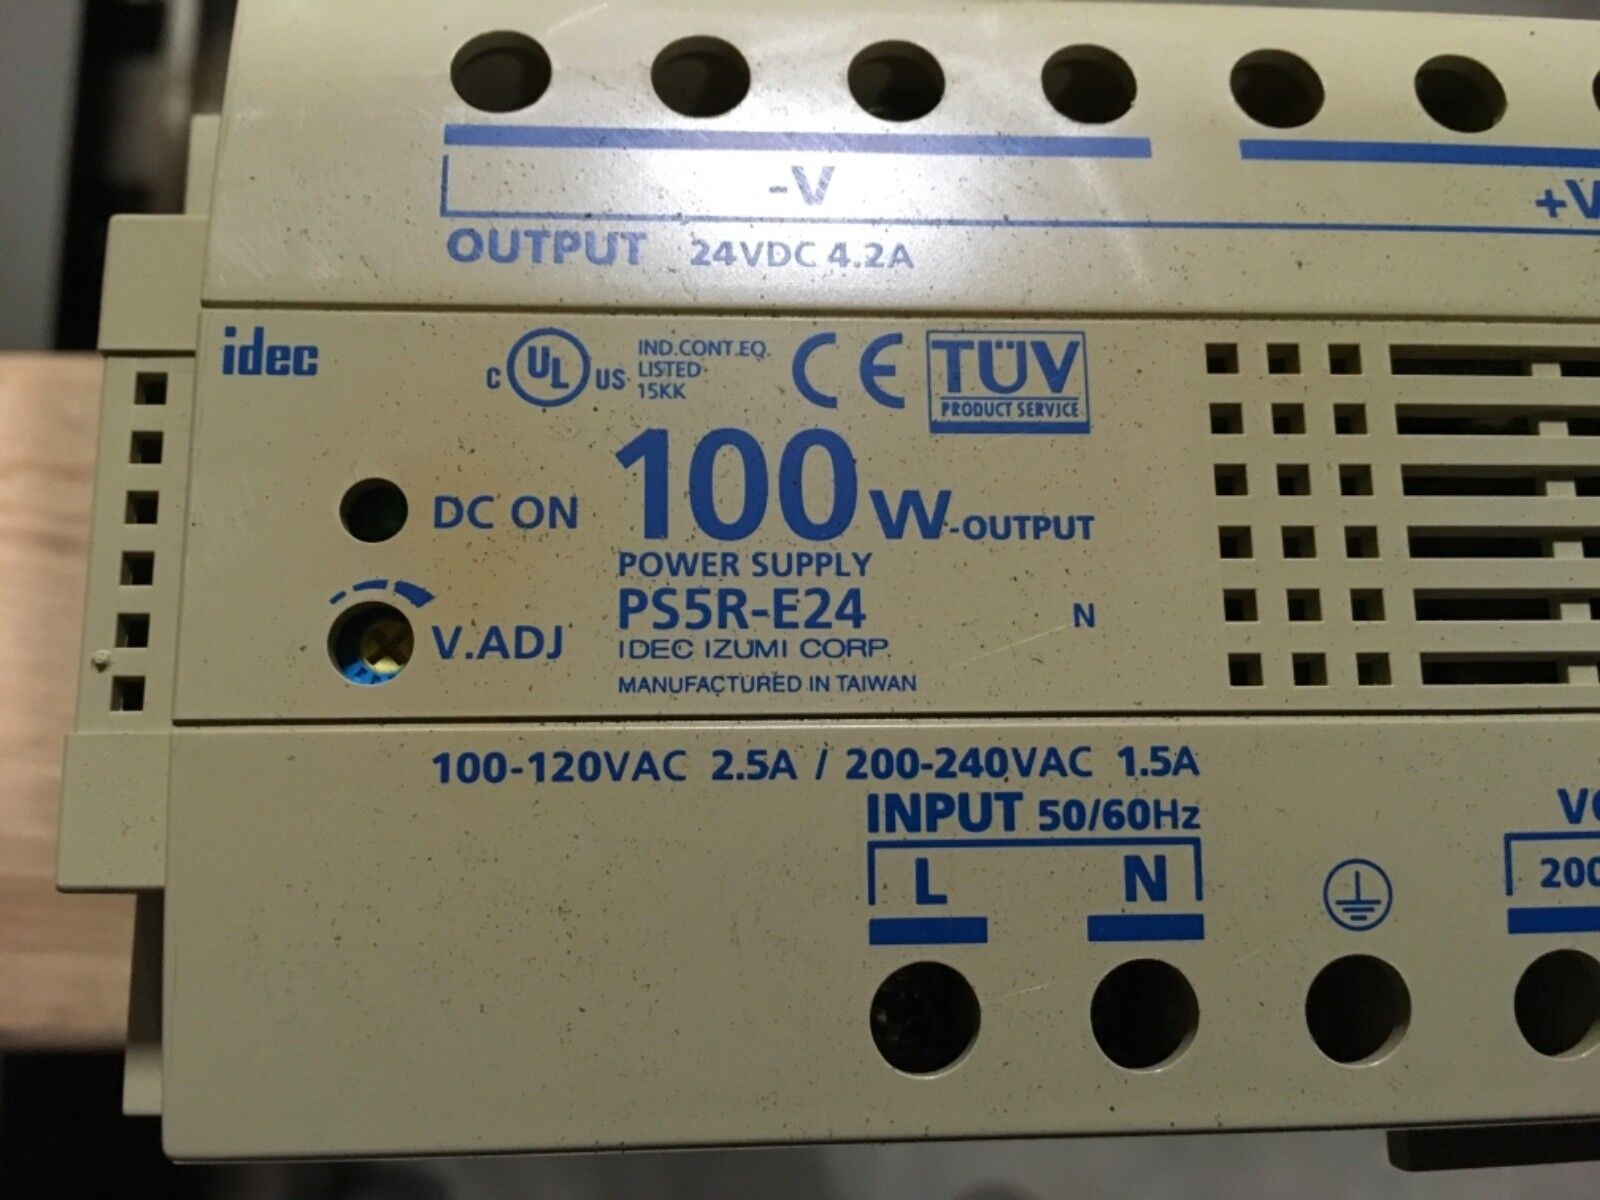 -V
+V
OUTPUT 24VDC 4.2A
idec
C UL US
IND.CONT.EQ.
LISTED
15KK
CE
TÜV
PRODUCT SERVICE
DC ON
100W-OUTPUT
POWER SUPPLY
V.ADJ
PS5R-E24
N
IDEC IZUMI CORP.
MANUFACTURED IN TAIWAN
100-120VAC 2.5A / 200-240VAC 1.5A
INPUT 50/60Hz
L N
200